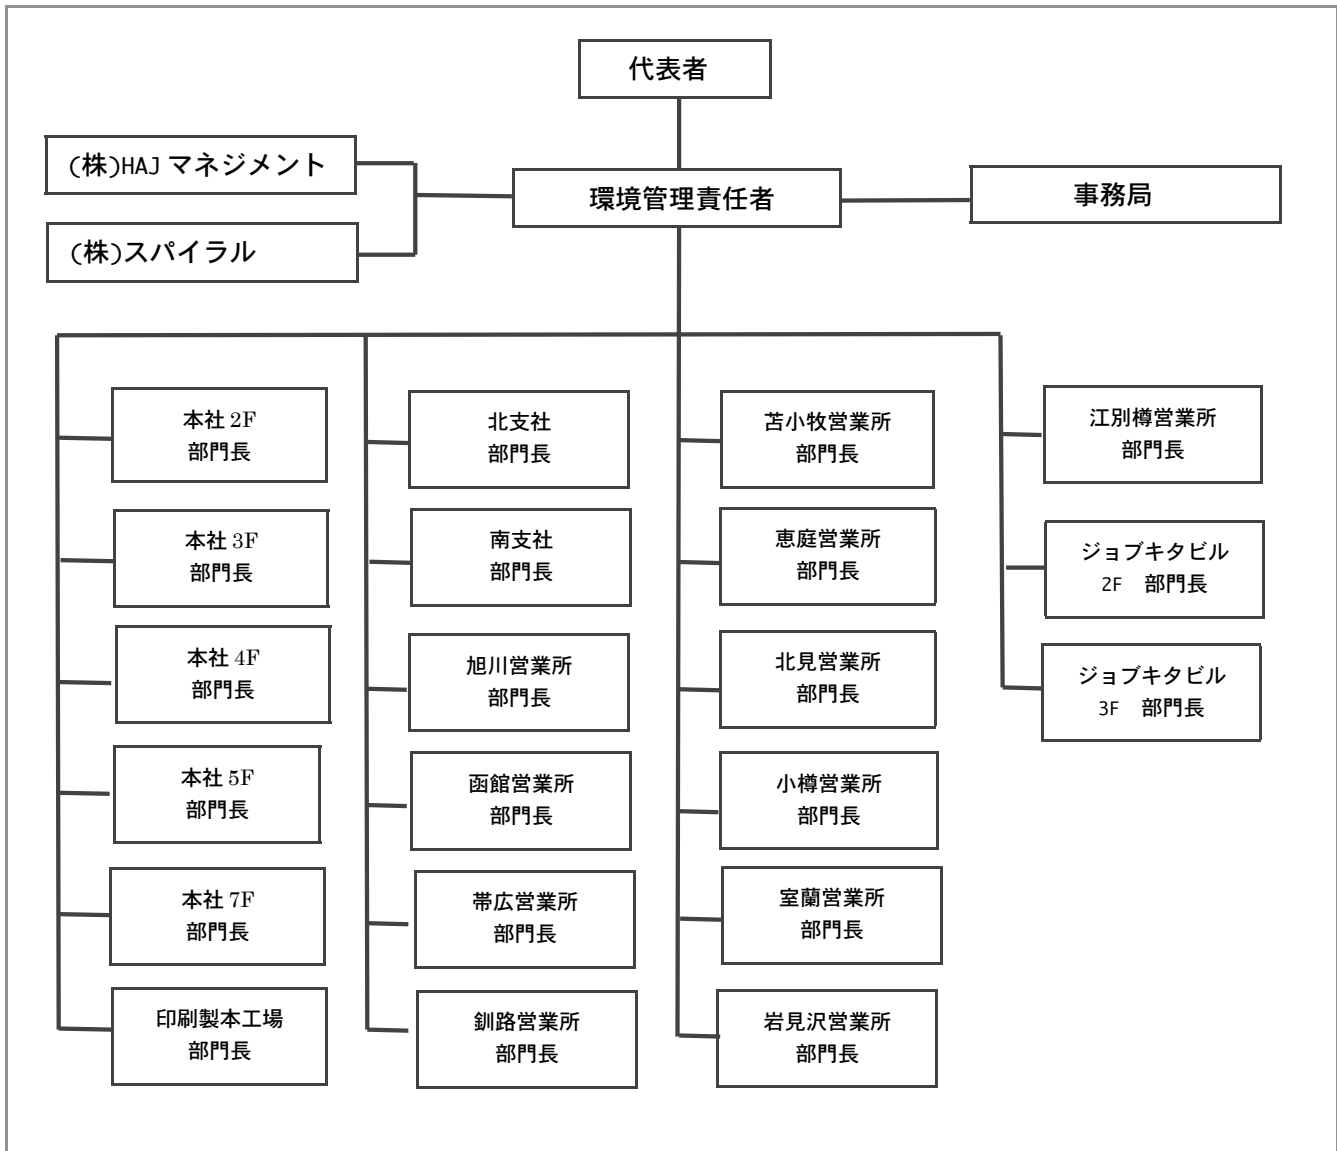 代表者
(株)HAJ マネジメント
環境管理責任者
事務局
(株)スパイラル
本社 2F
部門長
本社 3F
部門長
本社 4F
部門長
本社 5F
部門長
本社 7F
部門長
印刷製本工場
部門長
北支社
部門長
南支社
部門長
旭川営業所
部門長
函館営業所
部門長
帯広営業所
部門長
釧路営業所
部門長
苫小牧営業所
部門長
恵庭営業所
部門長
北見営業所
部門長
小樽営業所
部門長
室蘭営業所
部門長
岩見沢営業所
部門長
江別樽営業所
部門長
ジョブキタビル
2F　部門長
ジョブキタビル
3F　部門長